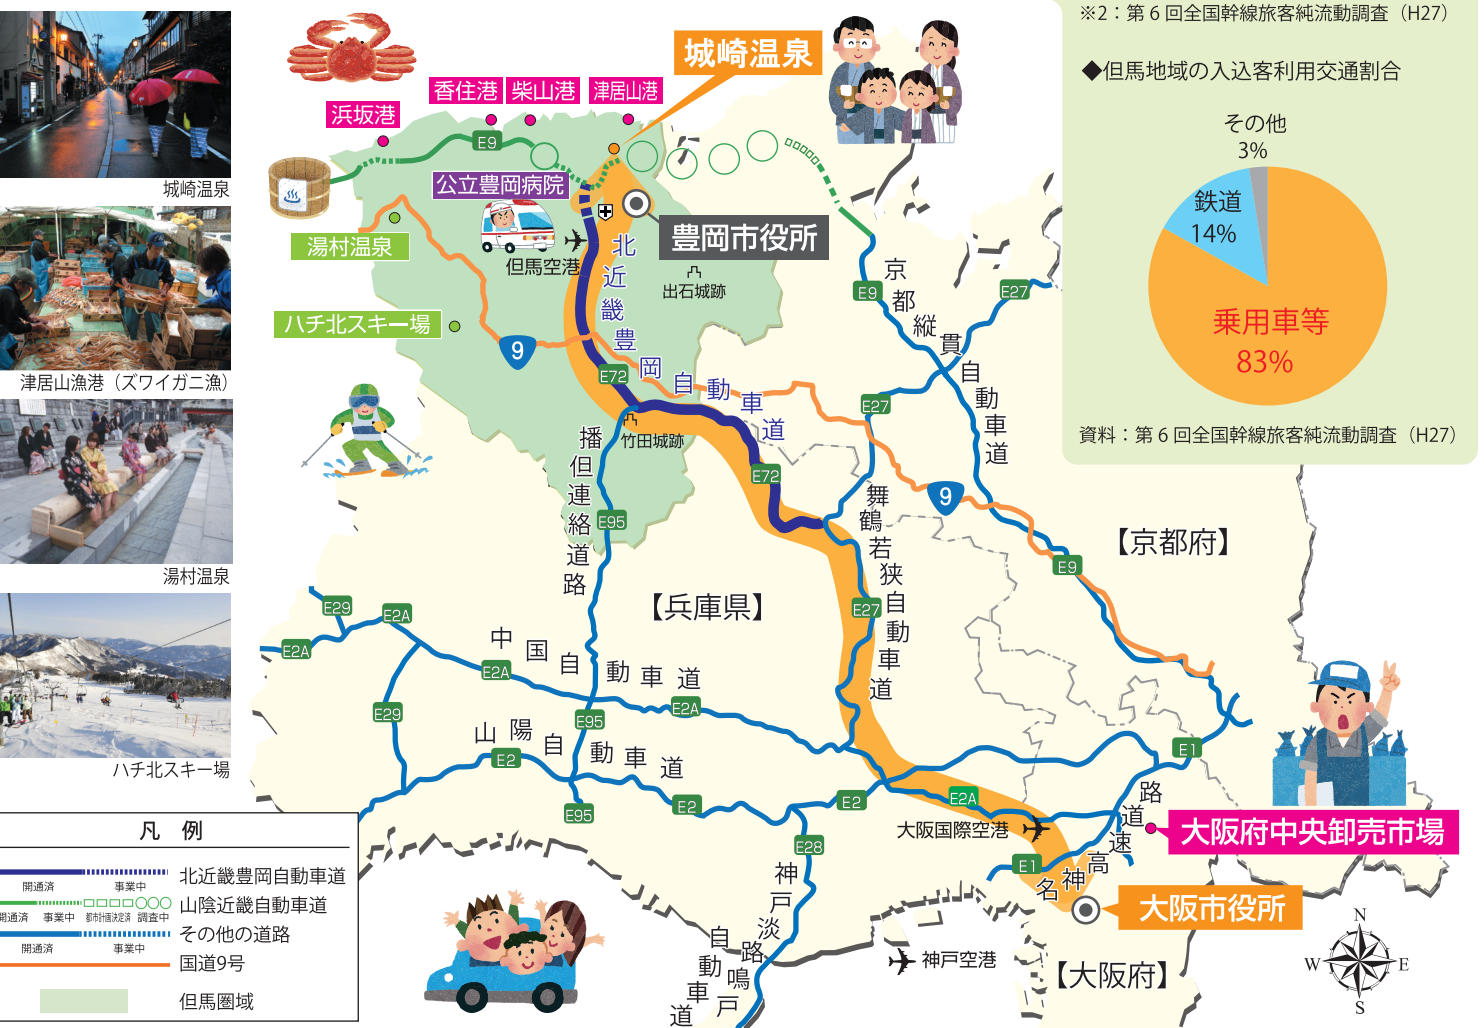 ※2：第6回全国幹線旅客純流動調査（H27）
◆但馬地域の入込客利用交通割合
その他
3%
鉄道
14%
乗用車等
83%
資料：第6回全国幹線旅客純流動調査（H27）
城崎温泉
津居山漁港（ズワイガニ漁）
湯村温泉
ハチ北スキー場
城崎温泉
香住港
柴山港
津居山港
浜坂港
E9
公立豊岡病院
豊岡市役所
湯村温泉
但馬空港
出石城跡
ハチ北スキー場
9
北近畿豊岡自動車道
E72
竹田城跡
E72
播但連絡道路
E95
京都縦貫自動車道
E9
E27
E27
9
【京都府】
E9
舞鶴若狭自動車道
E27
【兵庫県】
E29
E2A
E2A
中国自動車道
E2A
E2A
E29
E95
山陽自動車道
E2
E2
E95
E2
E28
E2A
E1
大阪国際空港
E1
名神高速道路
大阪府中央卸売市場
大阪市役所
神戸淡路鳴戸自動車道
神戸空港
【大阪府】
N
W
E
S
凡 例
開通済
事業中
北近畿豊岡自動車道
開通済
事業中
都市計画決定済
調査中
山陰近畿自動車道
開通済
事業中
その他の道路
国道9号
但馬圏域